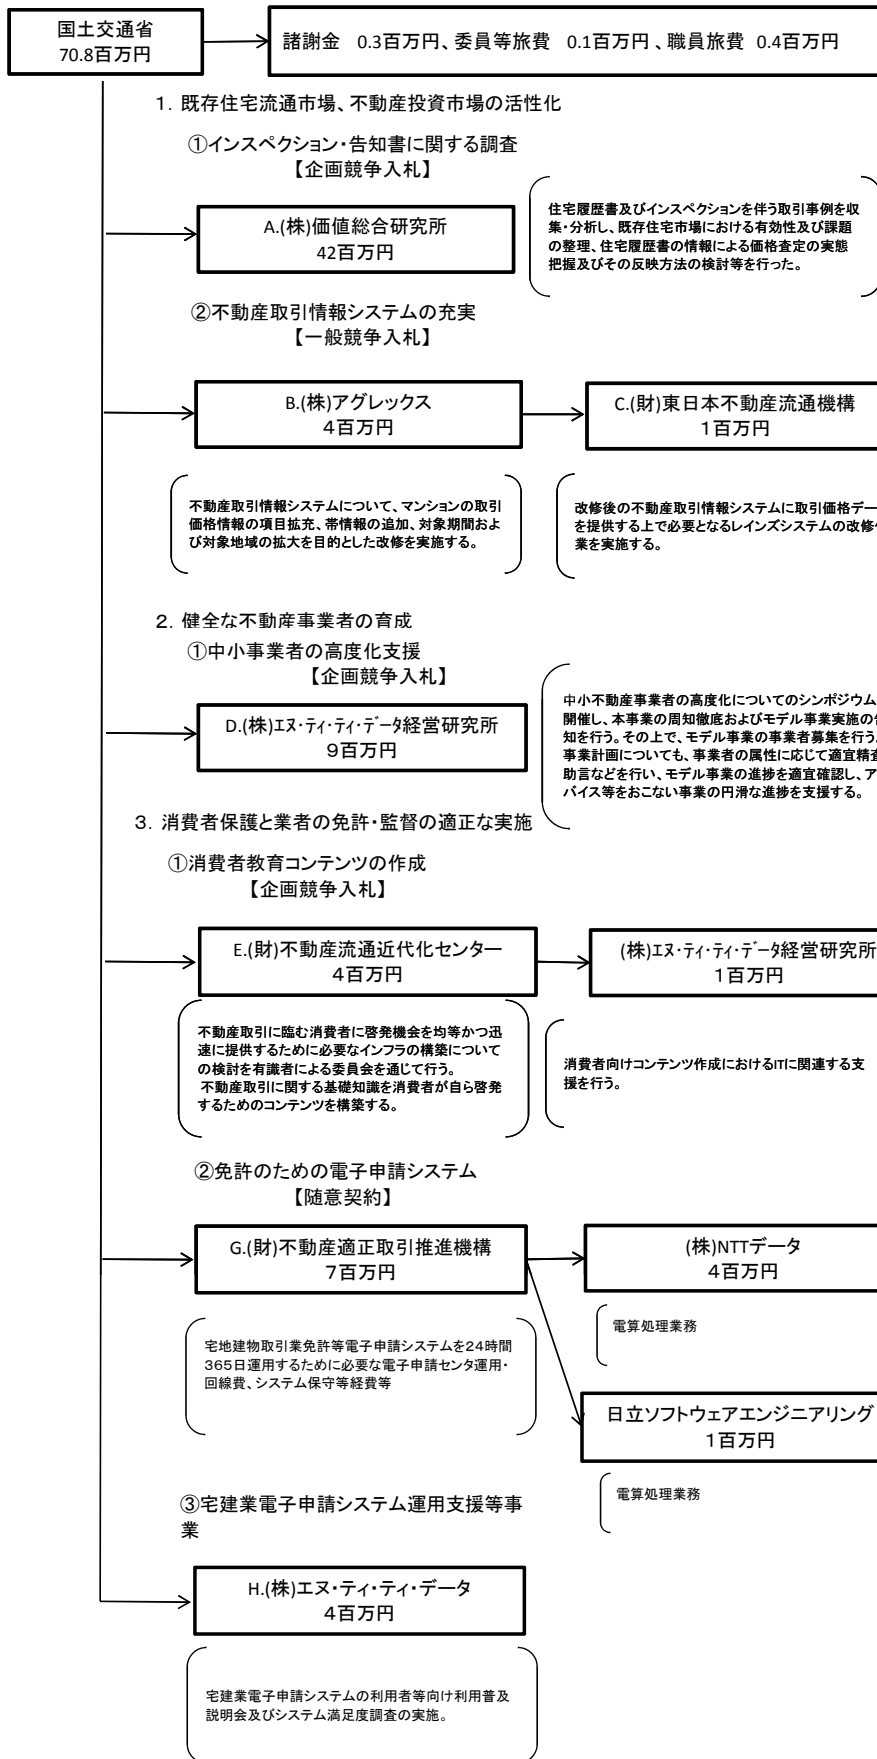 国土交通省
70.8百万円
諸謝金　0.3百万円、委員等旅費　0.1百万円 、職員旅費　0.4百万円
１．既存住宅流通市場、不動産投資市場の活性化
①インスペクション・告知書に関する調査
【企画競争入札】
A.(株)価値総合研究所
42百万円
住宅履歴書及びインスペクションを伴う取引事例を収
集・分析し、既存住宅市場における有効性及び課題
の整理、住宅履歴書の情報による価格査定の実態
把握及びその反映方法の検討等を行った。
②不動産取引情報システムの充実
【一般競争入札】
B.(株)アグレックス
４百万円
C.(財)東日本不動産流通機構
１百万円
不動産取引情報システムについて、マンションの取引
価格情報の項目拡充、帯情報の追加、対象期間およ
び対象地域の拡大を目的とした改修を実施する。
改修後の不動産取引情報システムに取引価格デー
を提供する上で必要となるレインズシステムの改修
業を実施する。
２．健全な不動産事業者の育成
①中小事業者の高度化支援
【企画競争入札】
D.(株)エヌ・ティ・ティ・データ経営研究所
９百万円
中小不動産事業者の高度化についてのシンポジウム
開催し、本事業の周知徹底およびモデル事業実施の
知を行う。その上で、モデル事業の事業者募集を行う。
事業計画についても、事業者の属性に応じて適宜精査
助言などを行い、モデル事業の進捗を適宜確認し、ア
バイス等をおこない事業の円滑な進捗を支援する。
３．消費者保護と業者の免許・監督の適正な実施
①消費者教育コンテンツの作成
【企画競争入札】
E.(財)不動産流通近代化センター
４百万円
(株)エヌ・ティ・ティ・データ経営研究所
１百万円
不動産取引に臨む消費者に啓発機会を均等かつ迅
速に提供するために必要なインフラの構築について
の検討を有識者による委員会を通じて行う。
不動産取引に関する基礎知識を消費者が自ら啓発
するためのコンテンツを構築する。
消費者向けコンテンツ作成におけるITに関連する支
援を行う。
②免許のための電子申請システム
【随意契約】
G.(財)不動産適正取引推進機構
７百万円
(株)NTTデータ
４百万円
宅地建物取引業免許等電子申請システムを２４時間
３６５日運用するために必要な電子申請センタ運用・
回線費、システム保守等経費等
電算処理業務
日立ソフトウェアエンジニアリング
１百万円
電算処理業務
③宅建業電子申請システム運用支援等事
業
H.(株)エヌ・ティ・ティ・データ
４百万円
宅建業電子申請システムの利用者等向け利用普及
説明会及びシステム満足度調査の実施。